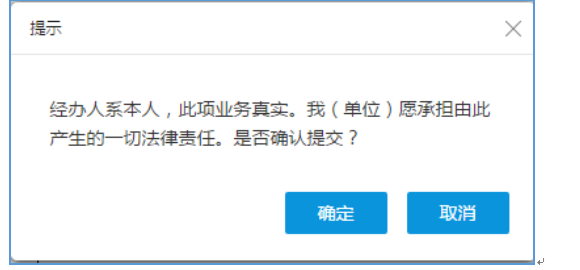 提示
经办人系本人，此项业务真实。我（单位）愿承担由此
产生的一切法律责任。是否确认提交？
确定 取消